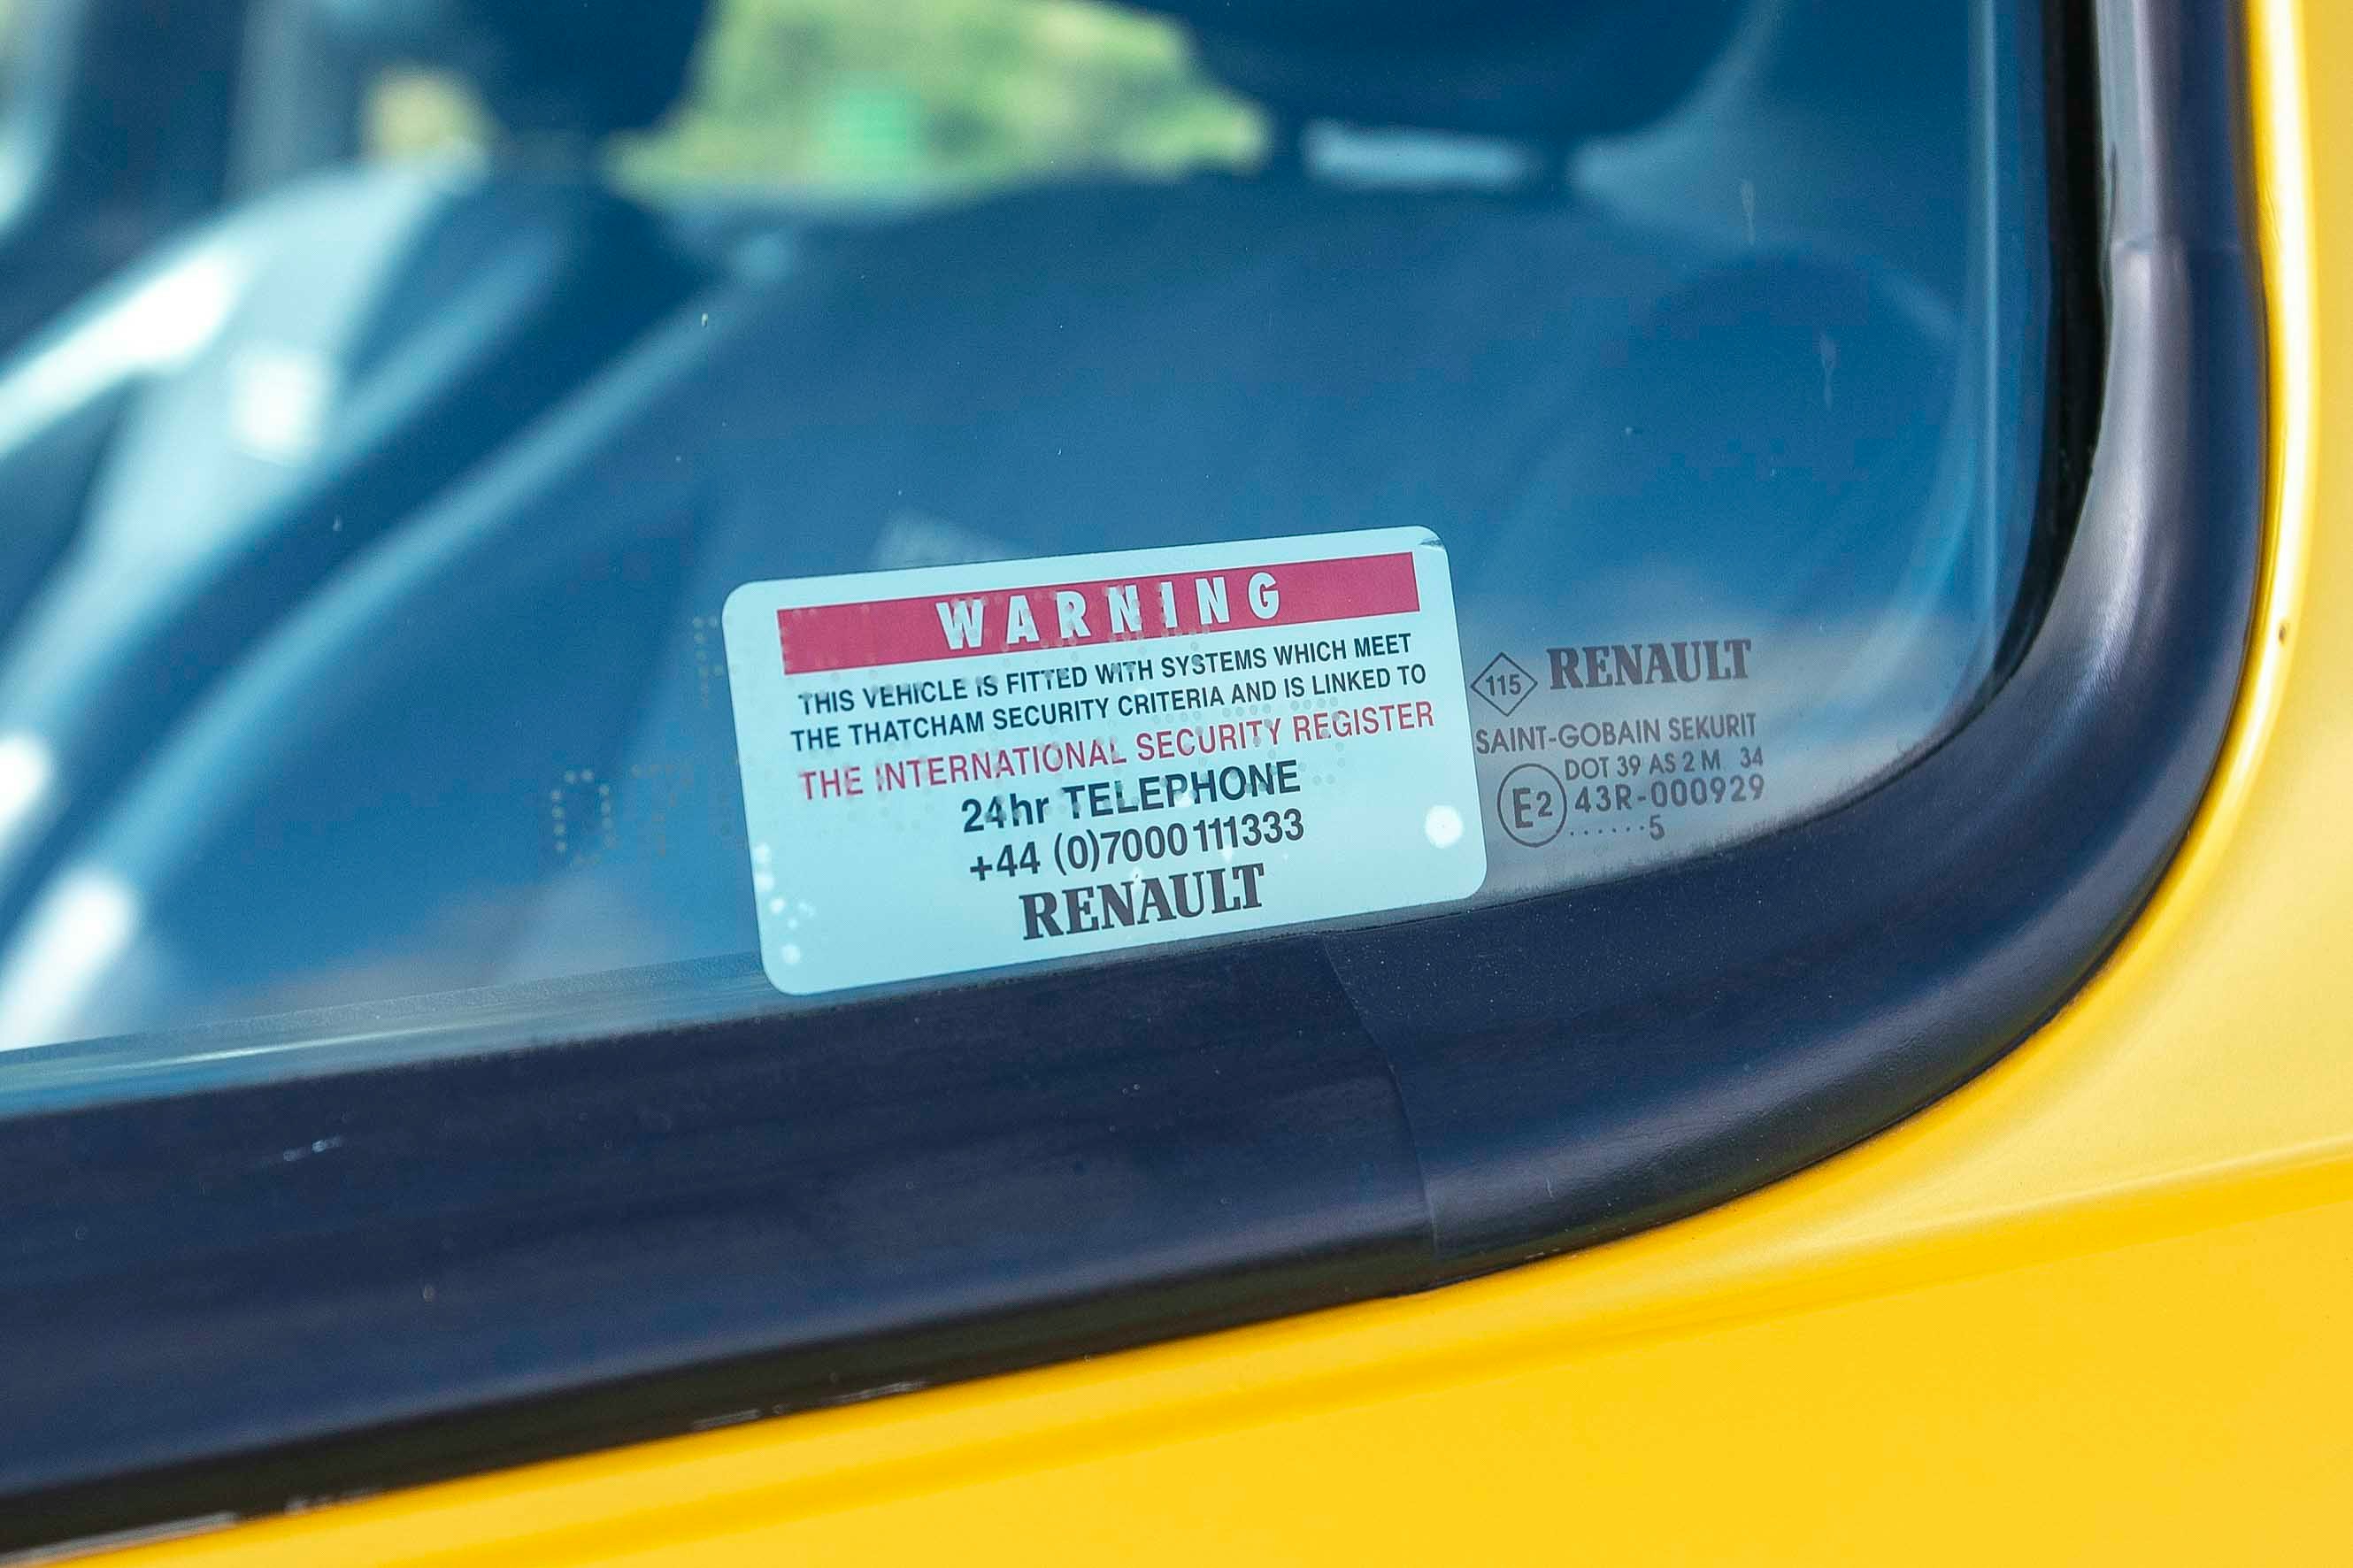 WARNING
THIS VEHICLE IS FITTED WITH SYSTEMS WHICH MEET
THE THATCHAM SECURITY CRITERIA AND IS LINKED TO
THE INTERNATIONAL SECURITY REGISTER
24hr TELEPHONE
+44 (0)7000 111333
RENAULT
115 RENAULT
SAINT-GOBAIN SEKURIT
DOT 39 AS 2 M 34
E2 43R-000929
......5